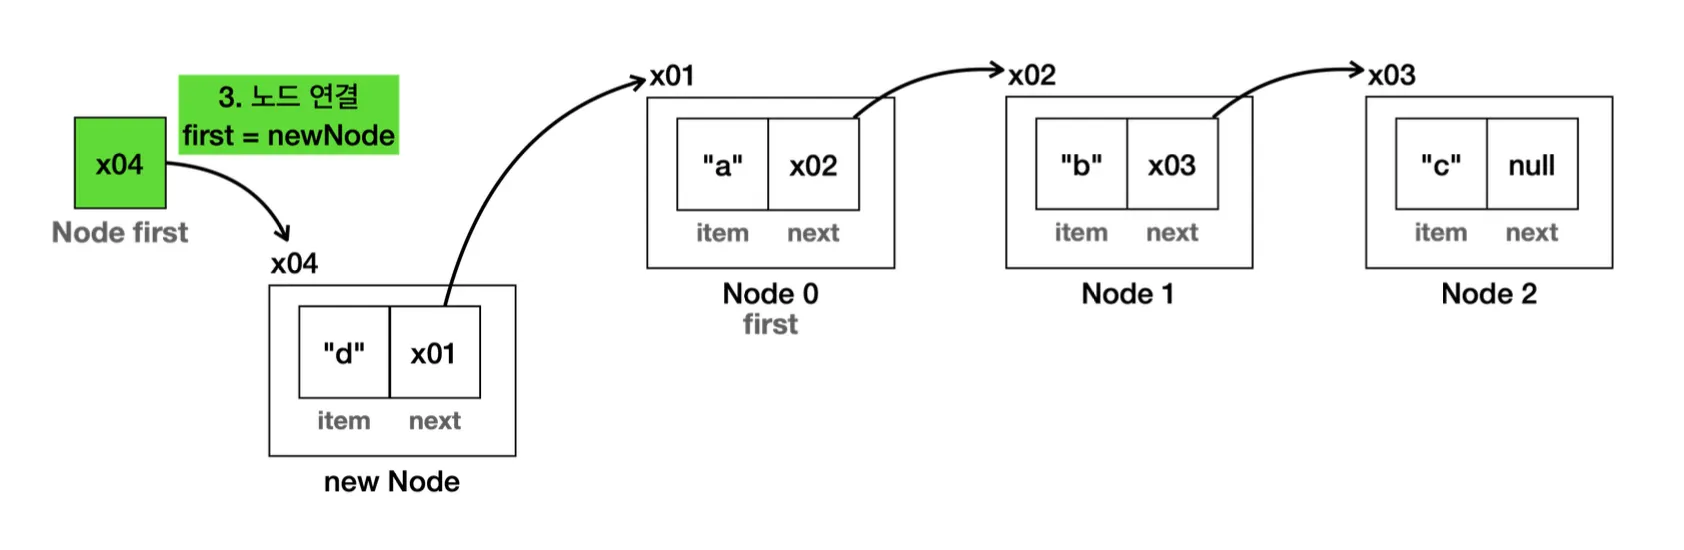 3. 노드 연결
first = newNode
x04
Node first
x04
"d" x01
item next
new Node
x01
"a" x02
item next
Node 0
first
x02
"b" x03
item next
Node 1
x03
"c" null
item next
Node 2